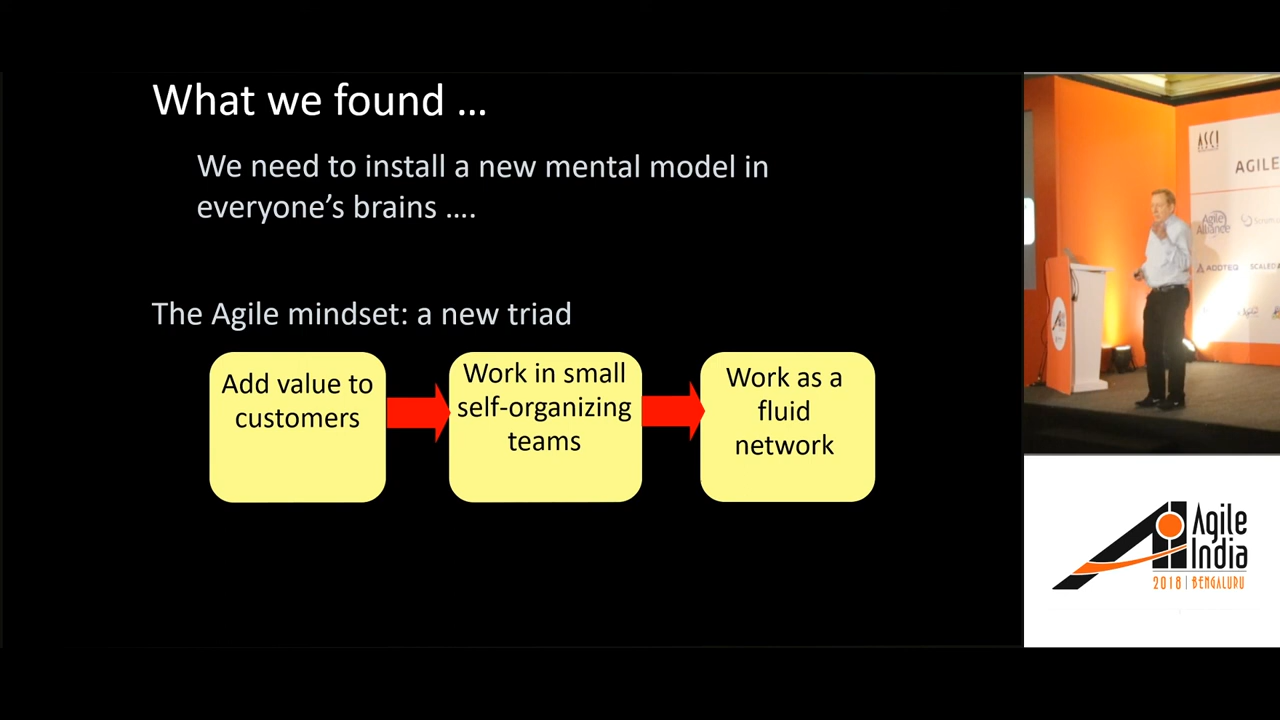 What we found ...
We need to install a new mental model in
everyone's brains ....
The Agile mindset: a new triad
Add value to
customers
Work in small
self-organizing
teams
Work as a
fluid
network
ASCI
AGILE
Agile
Alliance
ADDTEQ
SCALED
Agile
India
2018 | BENGALURU